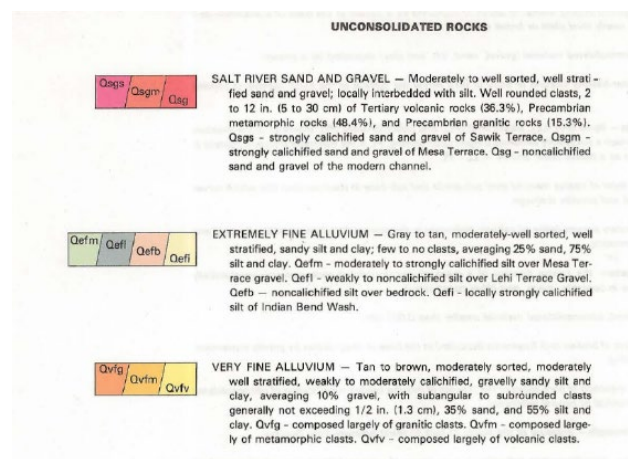 UNCONSOLIDATED ROCKS
Qsgs Qsgm Qsg
SALT RIVER SAND AND GRAVEL — Moderately to well sorted, well strati-
fied sand and gravel; locally interbedded with silt. Well rounded clasts, 2
to 12 in. (5 to 30 cm) of Tertiary volcanic rocks (36.3%), Precambrian
metamorphic rocks (48.4%), and Precambrian granitic rocks (15.3%).
Qsgs - strongly calichified sand and gravel of Sawik Terrace. Qsgm -
strongly calichified sand and gravel of Mesa Terrace. Qsg - noncalichified
sand and gravel of the modern channel.
Qefm Qefl Qefb Qefi
EXTREMELY FINE ALLUVIUM — Gray to tan, moderately-well sorted, well
stratified, sandy silt and clay; few to no clasts, averaging 25% sand, 75%
silt and clay. Qefm - moderately to strongly calichified silt over Mesa Ter-
race gravel. Qefl - weakly to noncalichified silt over Lehi Terrace Gravel.
Qefb — noncalichified silt over bedrock. Qefi - locally strongly calichified
silt of Indian Bend Wash.
Qvfg Qvfm Qvfv
VERY FINE ALLUVIUM — Tan to brown, moderately sorted, moderately
well stratified, weakly to moderately calichified, gravelly sandy silt and
clay, averaging 10% gravel, with subangular to subrounded clasts
generally not exceeding 1/2 in. (1.3 cm), 35% sand, and 55% silt and
clay. Qvfg - composed largely of granitic clasts. Qvfm - composed large-
ly of metamorphic clasts. Qvfv - composed largely of volcanic clasts.